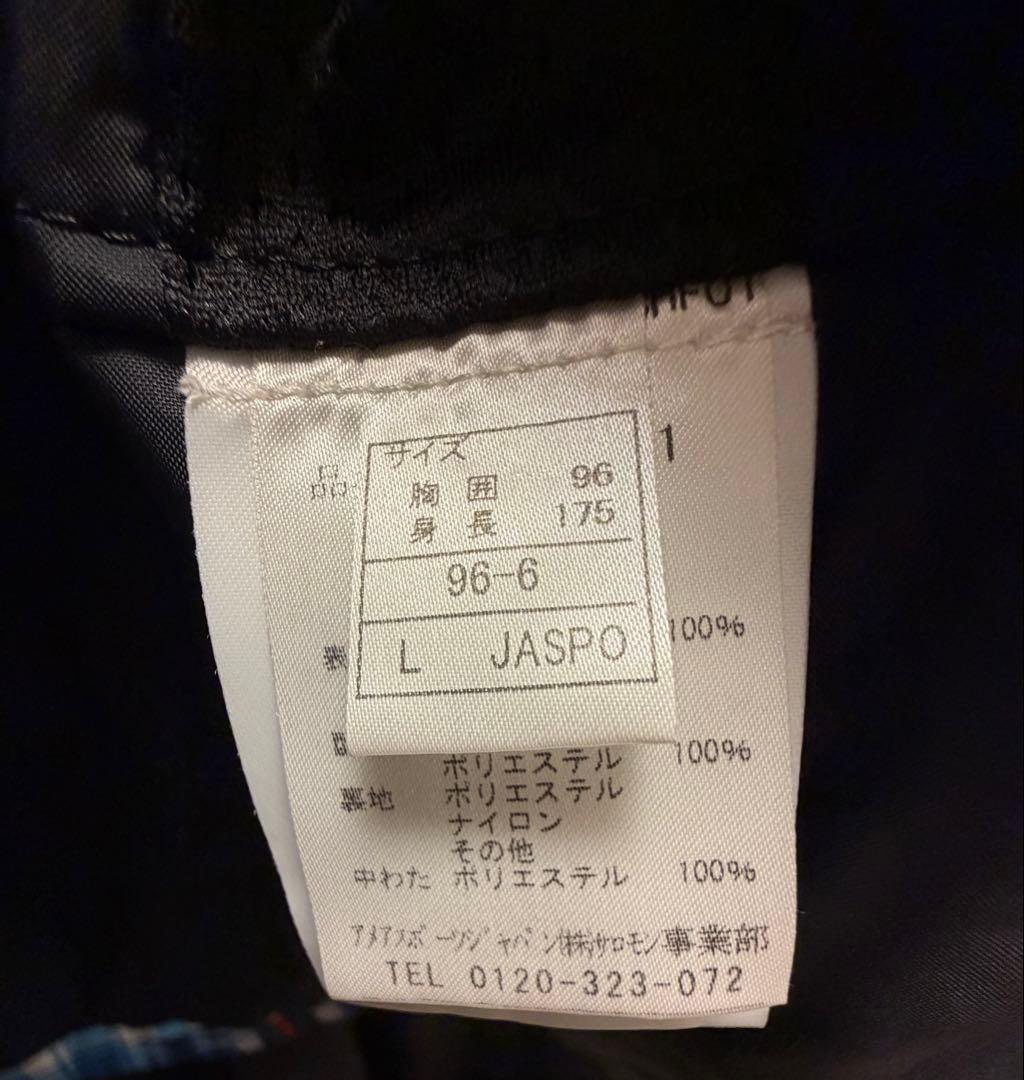 サイズ
胸囲 96
身長 175
96-6
L JASPO
品
1
100%
100%
ポリエステル
裏地 ポリエステル
ナイロン
その他
中わた ポリエステル 100%
アメアスポーツジャパン(株)サロモン事業部
TEL 0120-323-072